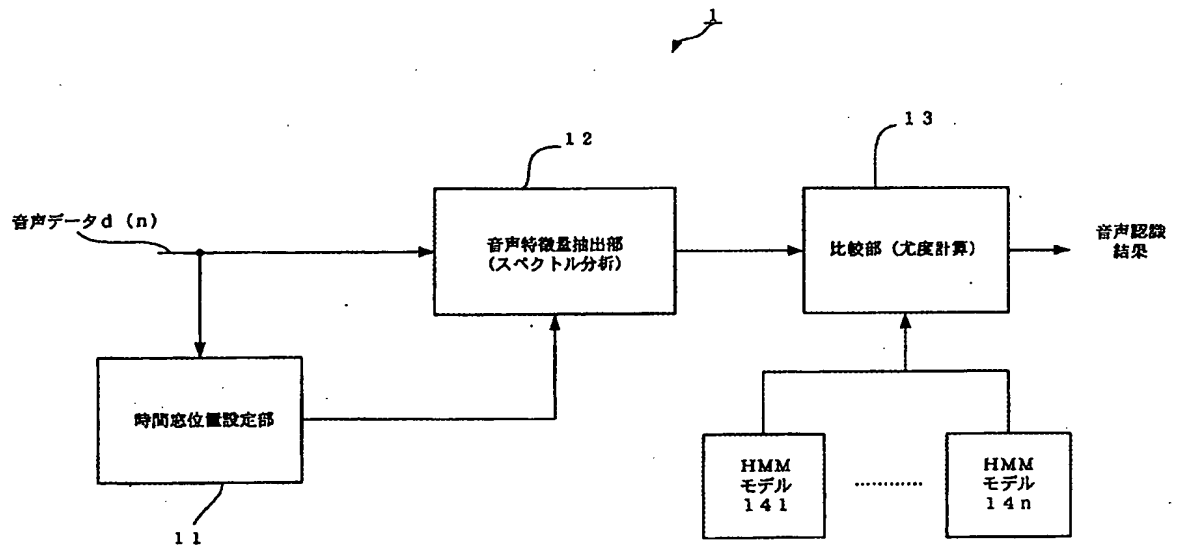 1
12
13
音声データd(n)
音声特徴量抽出部
(スペクトル分析)
比較部(尤度計算)
音声認識
結果
時間窓位置設定部
HMM
モデル
141
............
HMM
モデル
14n
11